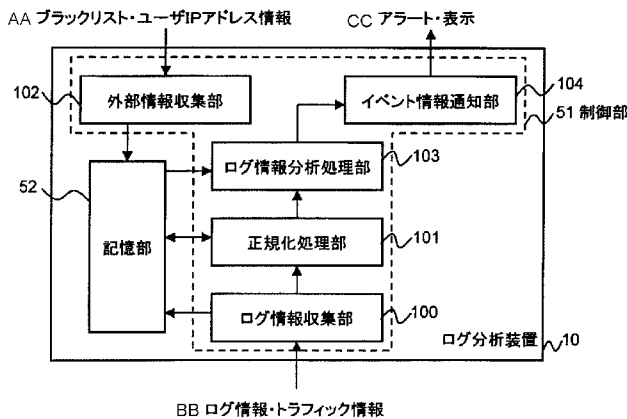 AA ブラックリスト・ユーザIPアドレス情報
CC アラート・表示
102
外部情報収集部
イベント情報通知部
104
51 制御部
ログ情報分析処理部
103
52
記憶部
正規化処理部
101
ログ情報収集部
100
ログ分析装置 10
BB ログ情報・トラフィック情報